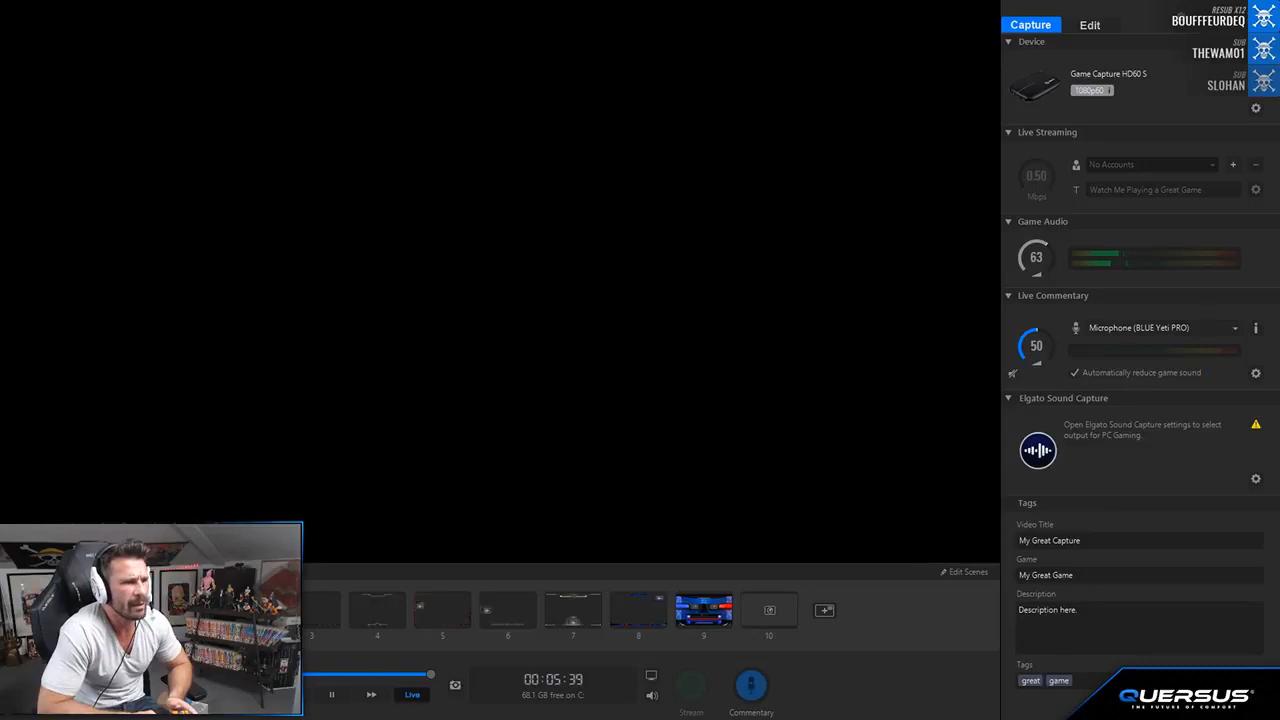 Capture
Edit
RESUB X12
BOUFFFEURDEQ
SUB
THEWAM01
SUB
SLOHAN
Device
Game Capture HD60 S
1080p60 i
Live Streaming
0.50
Mbps
No Accounts
+ −
T Watch Me Playing a Great Game
Game Audio
63
Live Commentary
50
Microphone (BLUE Yeti PRO)
i
Automatically reduce game sound
Elgato Sound Capture
Open Elgato Sound Capture settings to select
output for PC Gaming.
Tags
Video Title
My Great Capture
Game
My Great Game
Description
Description here.
Tags
great game
Edit Scenes
3 4 5 6 7 8 9 10
00:05:39
68.1 GB free on C:
Live
Stream
Commentary
QUERSUS®
THE FUTURE OF COMFORT